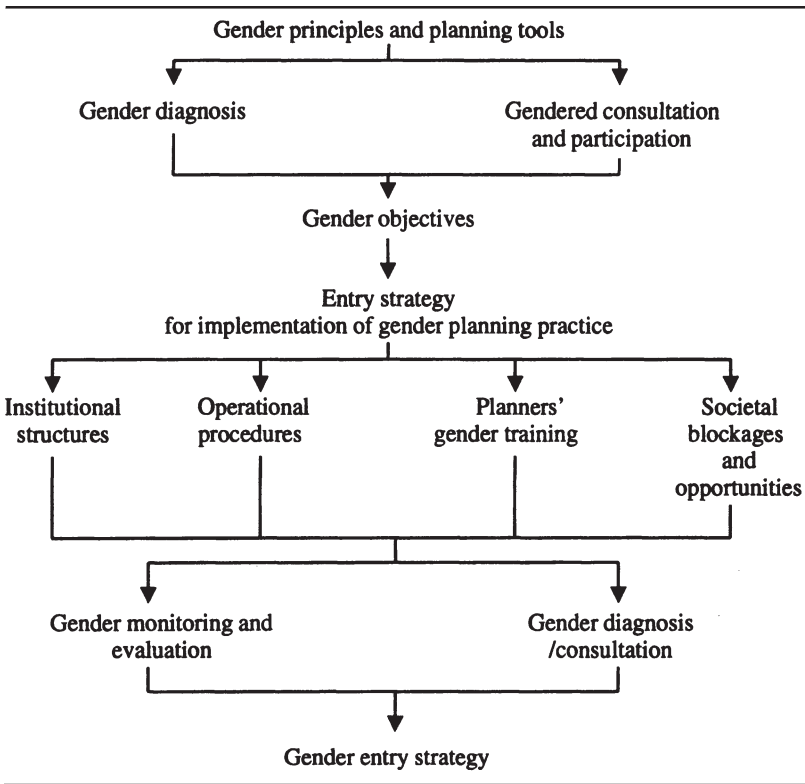 Gender principles and planning tools
Gender diagnosis
Gendered consultation
and participation
Gender objectives
Entry strategy
for implementation of gender planning practice
Institutional
structures
Operational
procedures
Planners’
gender training
Societal
blockages
and
opportunities
Gender monitoring and
evaluation
Gender diagnosis
/consultation
Gender entry strategy